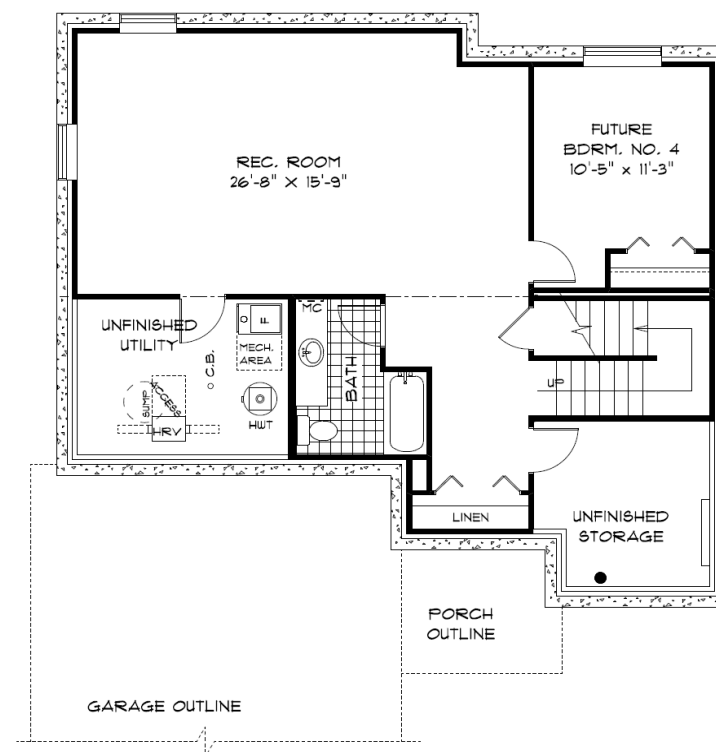 REC. ROOM
26'-8" X 15'-9"
FUTURE
BDRM. NO. 4
10'-5" x 11'-3"
UNFINISHED
UTILITY
C.B.
F
MECH.
AREA
SUMP
ACCESS
HRV
HWT
MC
BATH
UP
LINEN
UNFINISHED
STORAGE
PORCH
OUTLINE
GARAGE OUTLINE